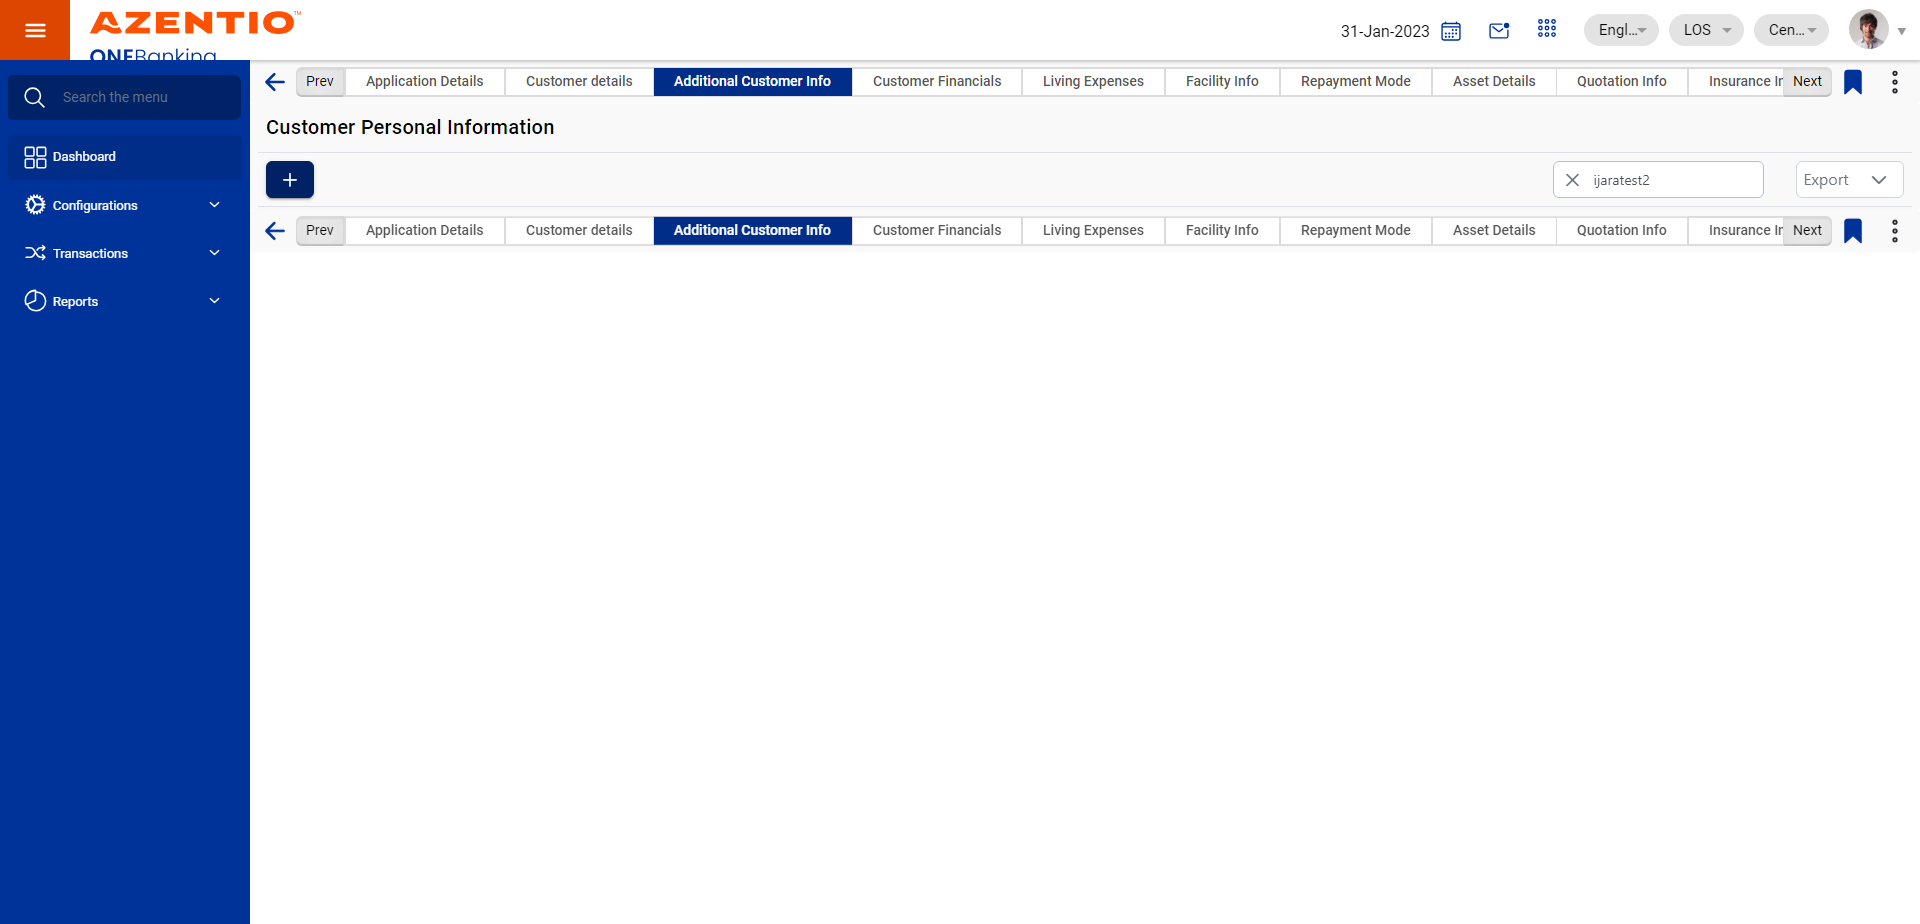 AZENTIO™
ONEBanking
31-Jan-2023
Engl...
LOS
Cen...
Search the menu
Dashboard
Configurations
Transactions
Reports
Prev
Application Details
Customer details
Additional Customer Info
Customer Financials
Living Expenses
Facility Info
Repayment Mode
Asset Details
Quotation Info
Insurance Ir
Next
Customer Personal Information
+
ijaratest2
Export
Prev
Application Details
Customer details
Additional Customer Info
Customer Financials
Living Expenses
Facility Info
Repayment Mode
Asset Details
Quotation Info
Insurance Ir
Next